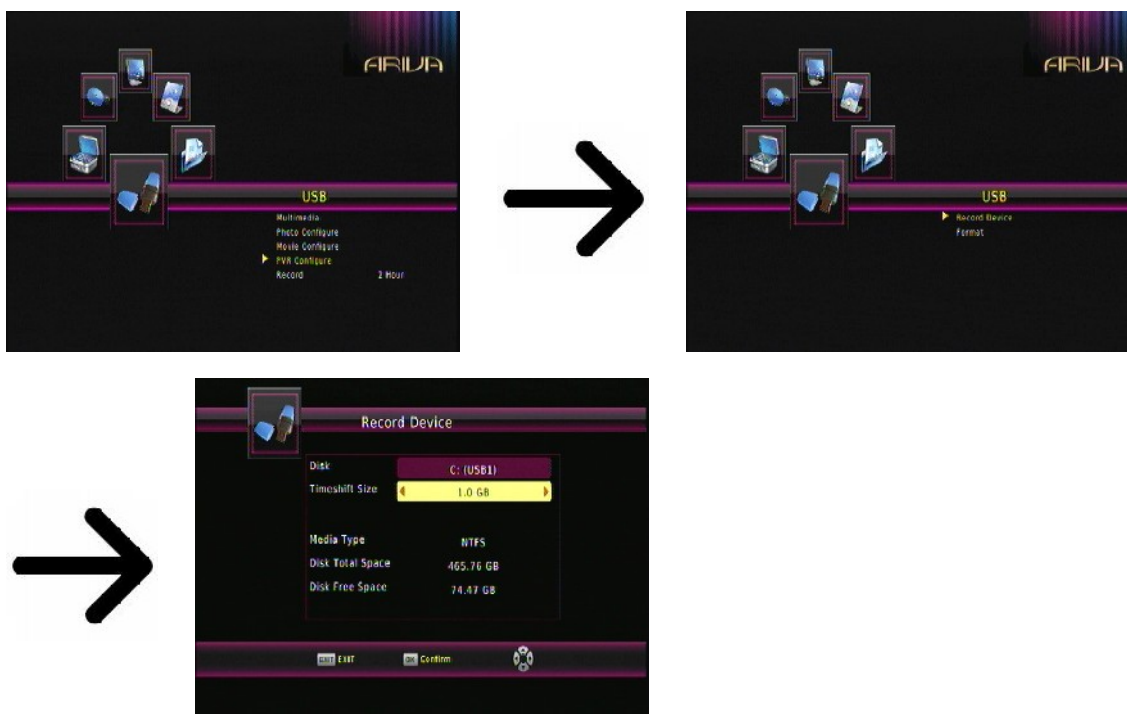 ARIVA
USB
Multimedia
Photo Configure
Movie Configure
PVR Configure
Record 2 Hour
ARIVA
USB
Record Device
Format
Record Device
Disk C: (USB1)
Timeshift Size 1.0 GB
Media Type NTFS
Disk Total Space 465.76 GB
Disk Free Space 74.47 GB
EXIT EXIT OK Confirm